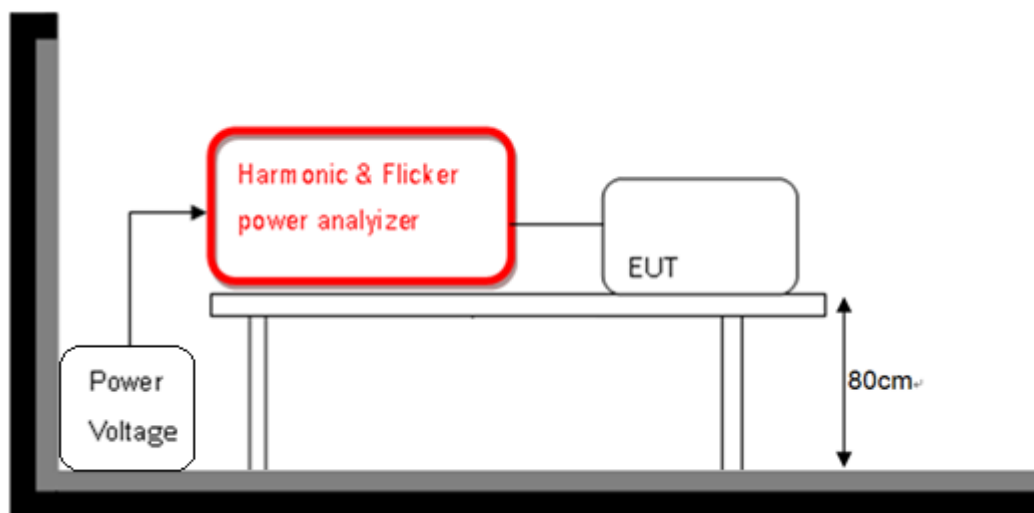 Harmonic & Flicker
power analyizer
EUT
Power
Voltage
80cm